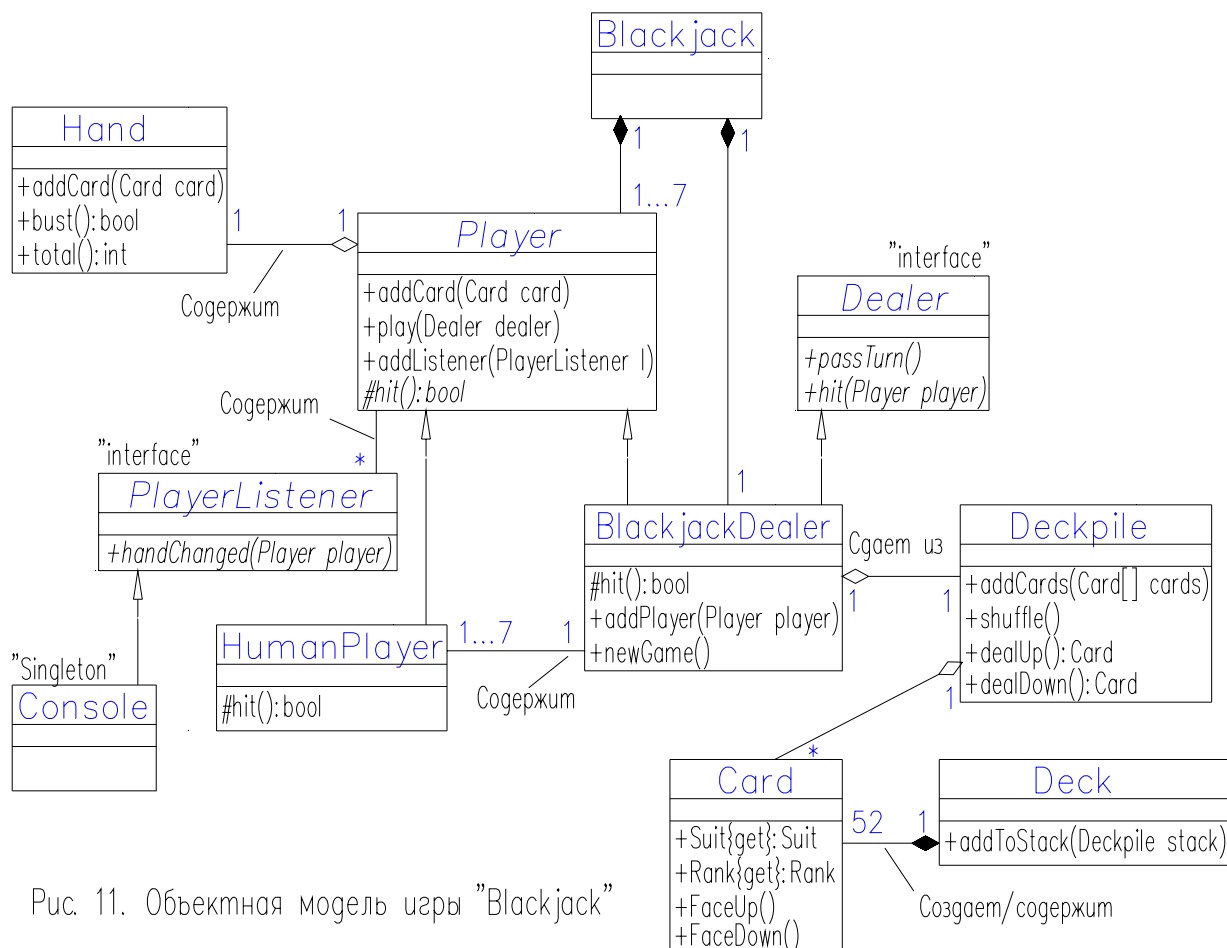 Blackjack
1
1
1...7
1
Hand
+addCard(Card card)
+bust():bool
+total():int
1
1
Содержит
Player
+addCard(Card card)
+play(Dealer dealer)
+addListener(PlayerListener l)
#hit():bool
"interface"
Dealer
+passTurn()
+hit(Player player)
Содержит
*
"interface"
PlayerListener
+handChanged(Player player)
BlackjackDealer
#hit():bool
+addPlayer(Player player)
+newGame()
Сдает из
1
1
Deckpile
+addCards(Card[] cards)
+shuffle()
+dealUp():Card
+dealDown():Card
"Singleton"
Console
HumanPlayer
#hit():bool
1...7
1
Содержит
1
*
Card
+Suit{get}:Suit
+Rank{get}:Rank
+FaceUp()
+FaceDown()
52
1
Deck
+addToStack(Deckpile stack)
Создает/содержит
Рис. 11. Объектная модель игры "Blackjack"